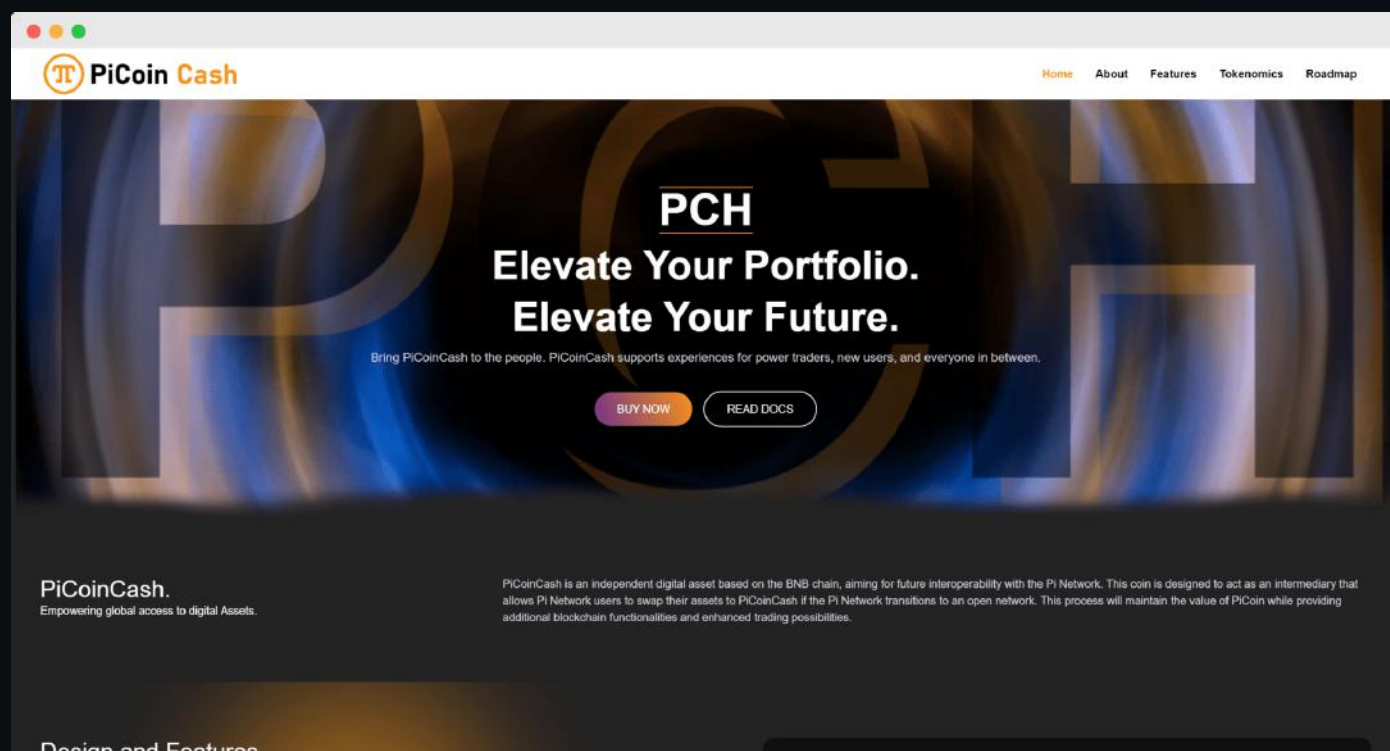 PiCoin Cash
Home About Features Tokenomics Roadmap
PCH
PCH
Elevate Your Portfolio.
Elevate Your Future.
Bring PiCoinCash to the people. PiCoinCash supports experiences for power traders, new users, and everyone in between.
BUY NOW READ DOCS
PiCoinCash.
Empowering global access to digital Assets.
PiCoinCash is an independent digital asset based on the BNB chain, aiming for future interoperability with the Pi Network. This coin is designed to act as an intermediary that
allows Pi Network users to swap their assets to PiCoinCash if the Pi Network transitions to an open network. This process will maintain the value of PiCoin while providing
additional blockchain functionalities and enhanced trading possibilities.
Design and Features